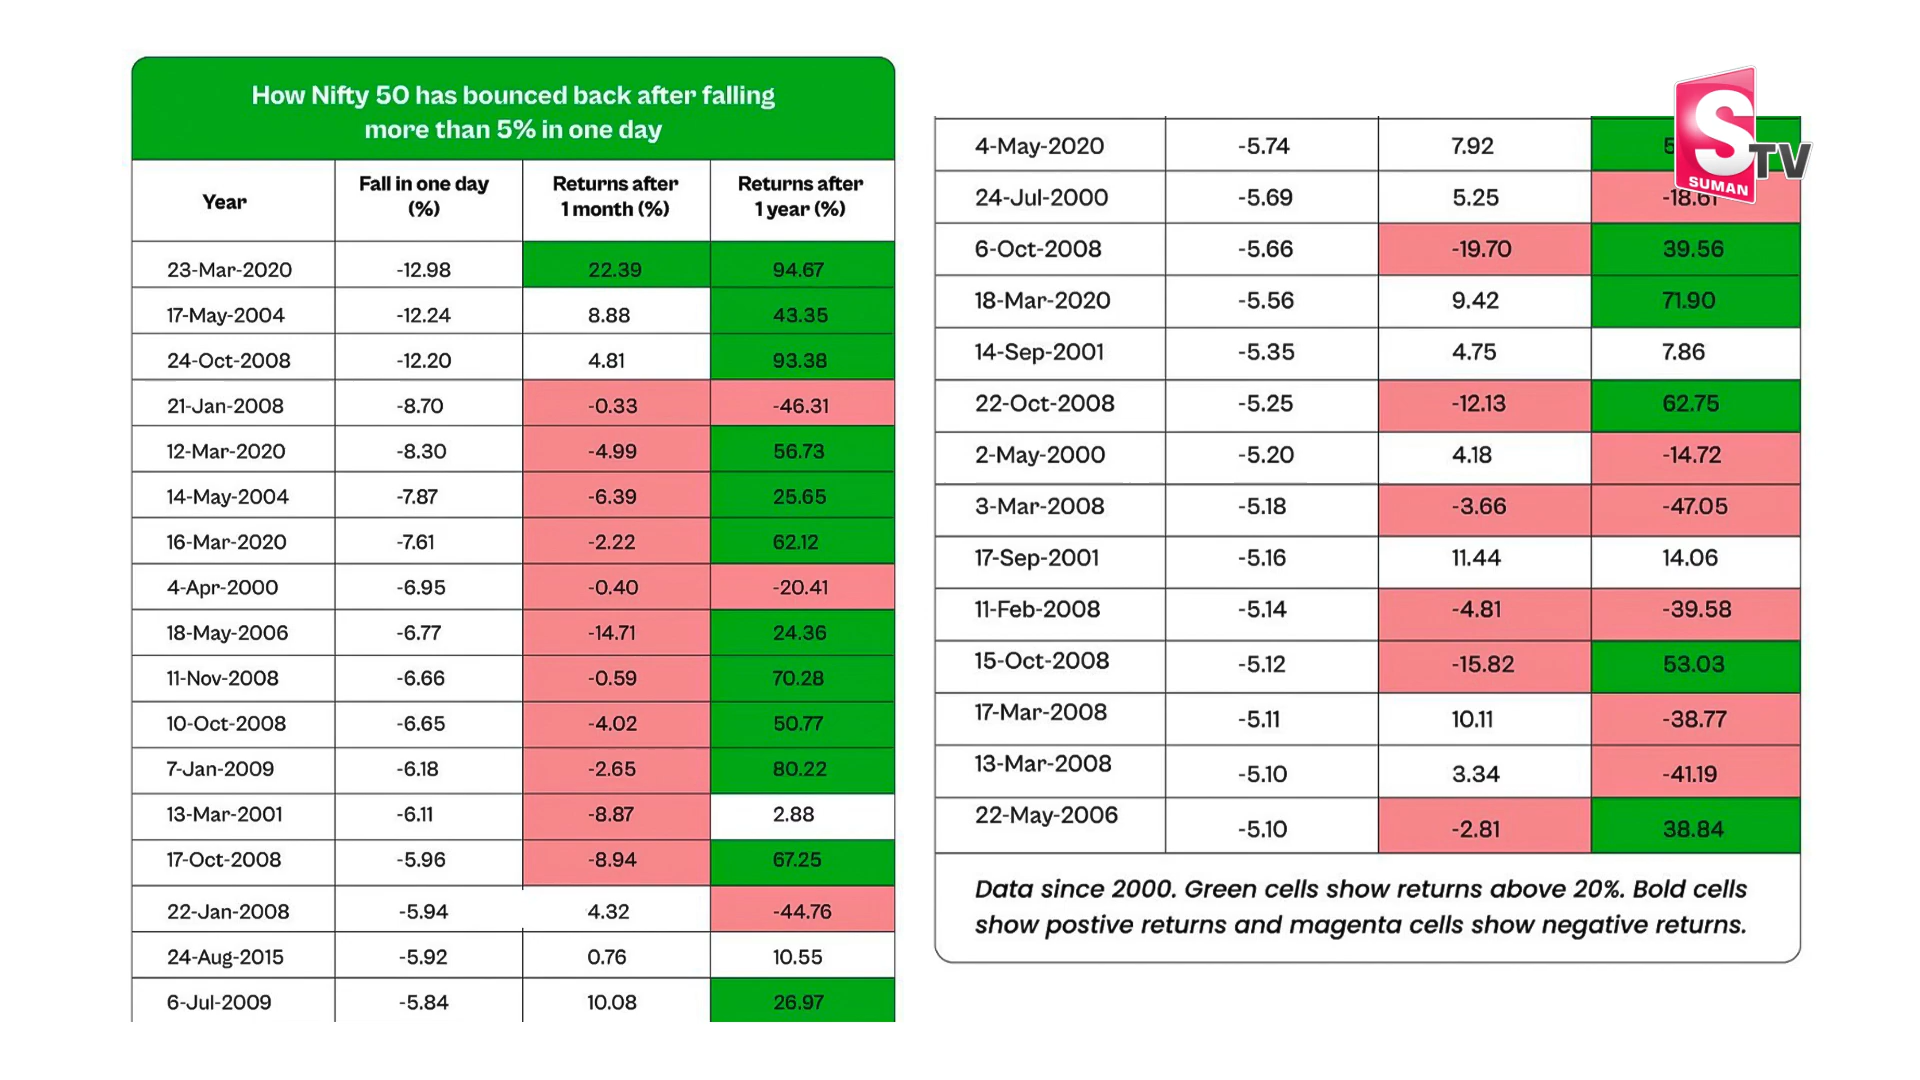 How Nifty 50 has bounced back after falling
more than 5% in one day
Year Fall in one day (%) Returns after 1 month (%) Returns after 1 year (%)
23-Mar-2020 -12.98 22.39 94.67
17-May-2004 -12.24 8.88 43.35
24-Oct-2008 -12.20 4.81 93.38
21-Jan-2008 -8.70 -0.33 -46.31
12-Mar-2020 -8.30 -4.99 56.73
14-May-2004 -7.87 -6.39 25.65
16-Mar-2020 -7.61 -2.22 62.12
4-Apr-2000 -6.95 -0.40 -20.41
18-May-2006 -6.77 -14.71 24.36
11-Nov-2008 -6.66 -0.59 70.28
10-Oct-2008 -6.65 -4.02 50.77
7-Jan-2009 -6.18 -2.65 80.22
13-Mar-2001 -6.11 -8.87 2.88
17-Oct-2008 -5.96 -8.94 67.25
22-Jan-2008 -5.94 4.32 -44.76
24-Aug-2015 -5.92 0.76 10.55
6-Jul-2009 -5.84 10.08 26.97
4-May-2020 -5.74 7.92
24-Jul-2000 -5.69 5.25 -18.61
6-Oct-2008 -5.66 -19.70 39.56
18-Mar-2020 -5.56 9.42 71.90
14-Sep-2001 -5.35 4.75 7.86
22-Oct-2008 -5.25 -12.13 62.75
2-May-2000 -5.20 4.18 -14.72
3-Mar-2008 -5.18 -3.66 -47.05
17-Sep-2001 -5.16 11.44 14.06
11-Feb-2008 -5.14 -4.81 -39.58
15-Oct-2008 -5.12 -15.82 53.03
17-Mar-2008 -5.11 10.11 -38.77
13-Mar-2008 -5.10 3.34 -41.19
22-May-2006 -5.10 -2.81 38.84
Data since 2000. Green cells show returns above 20%. Bold cells
show postive returns and magenta cells show negative returns.
S TV
SUMAN